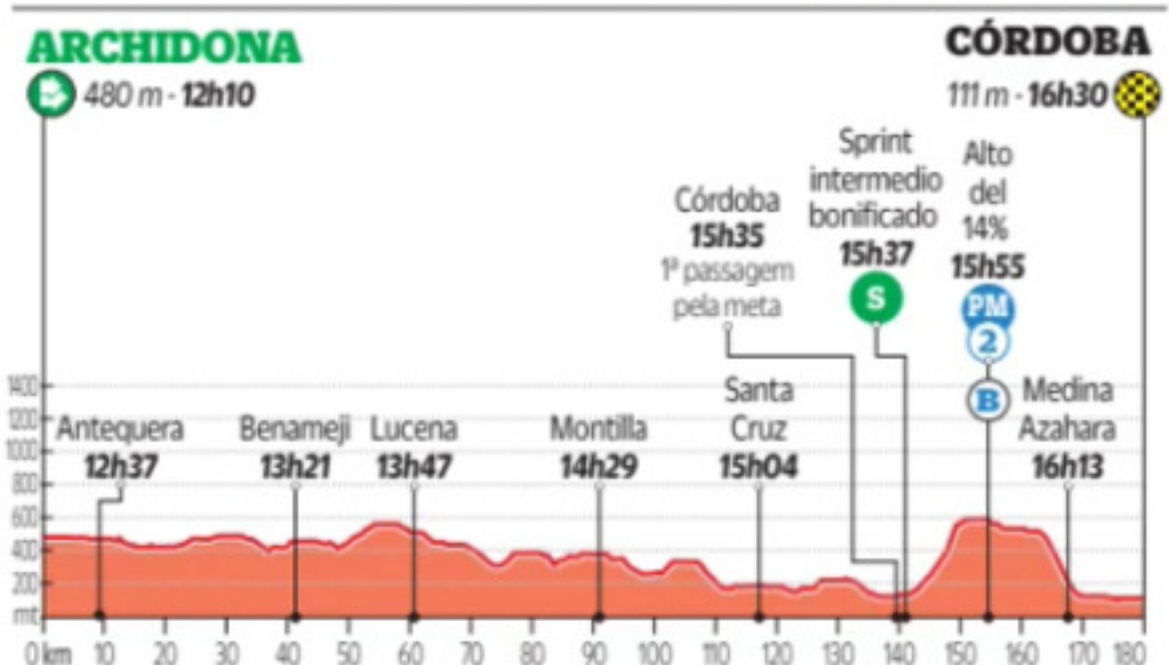 ARCHIDONA
480 m - 12h10
CÓRDOBA
111 m - 16h30
Sprint
intermedio
bonificado
15h37
S
Alto
del
14%
15h55
PM
2
B
Córdoba
15h35
1ª passagem
pela meta
1400
1200
1000
800
600
400
200
mt
Antequera
12h37
Benameji
13h21
Lucena
13h47
Montilla
14h29
Santa
Cruz
15h04
Medina
Azahara
16h13
0 km 10 20 30 40 50 60 70 80 90 100 110 120 130 140 150 160 170 180